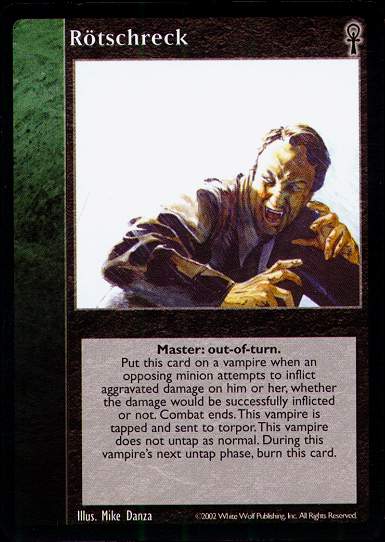 Rötschreck
Master: out-of-turn.
Put this card on a vampire when an
opposing minion attempts to inflict
aggravated damage on him or her, whether
the damage would be successfully inflicted
or not. Combat ends. This vampire is
tapped and sent to torpor. This vampire
does not untap as normal. During this
vampire's next untap phase, burn this card.
Illus. Mike Danza
©2002 White Wolf Publishing, Inc. All Rights Reserved.